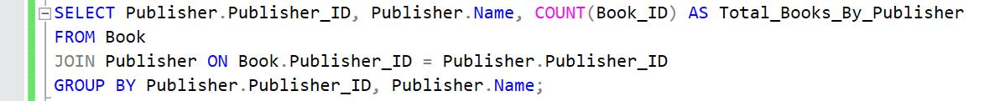 SELECT Publisher.Publisher_ID, Publisher.Name, COUNT(Book_ID) AS Total_Books_By_Publisher
FROM Book
JOIN Publisher ON Book.Publisher_ID = Publisher.Publisher_ID
GROUP BY Publisher.Publisher_ID, Publisher.Name;